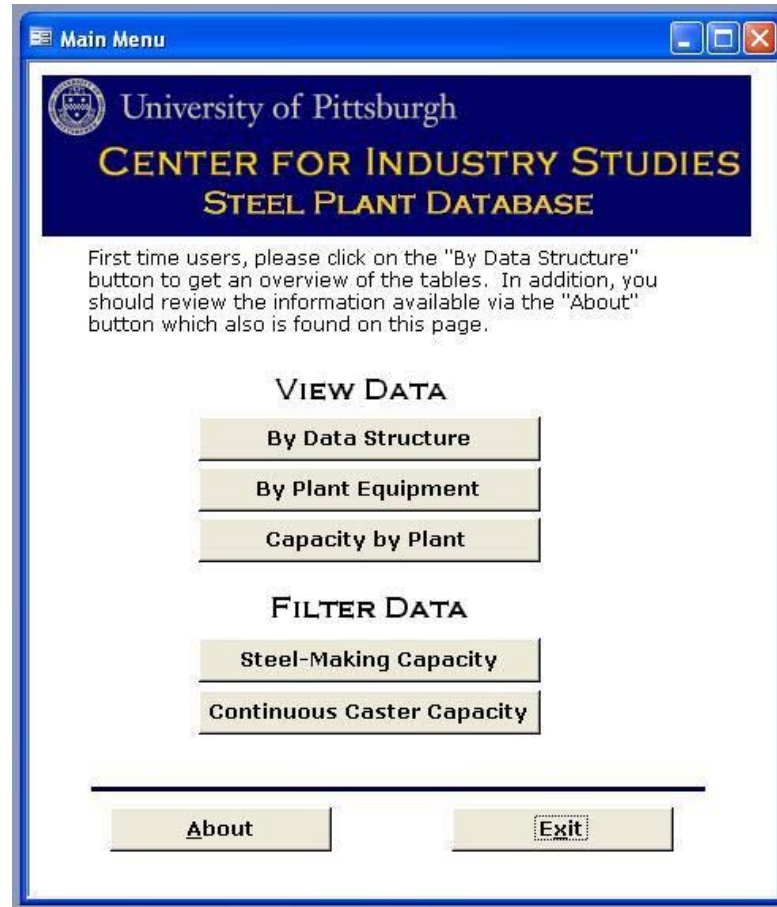 Main Menu
University of Pittsburgh
CENTER FOR INDUSTRY STUDIES
STEEL PLANT DATABASE
First time users, please click on the "By Data Structure"
button to get an overview of the tables.  In addition, you
should review the information available via the "About"
button which also is found on this page.
VIEW DATA
By Data Structure
By Plant Equipment
Capacity by Plant
FILTER DATA
Steel-Making Capacity
Continuous Caster Capacity
About
Exit